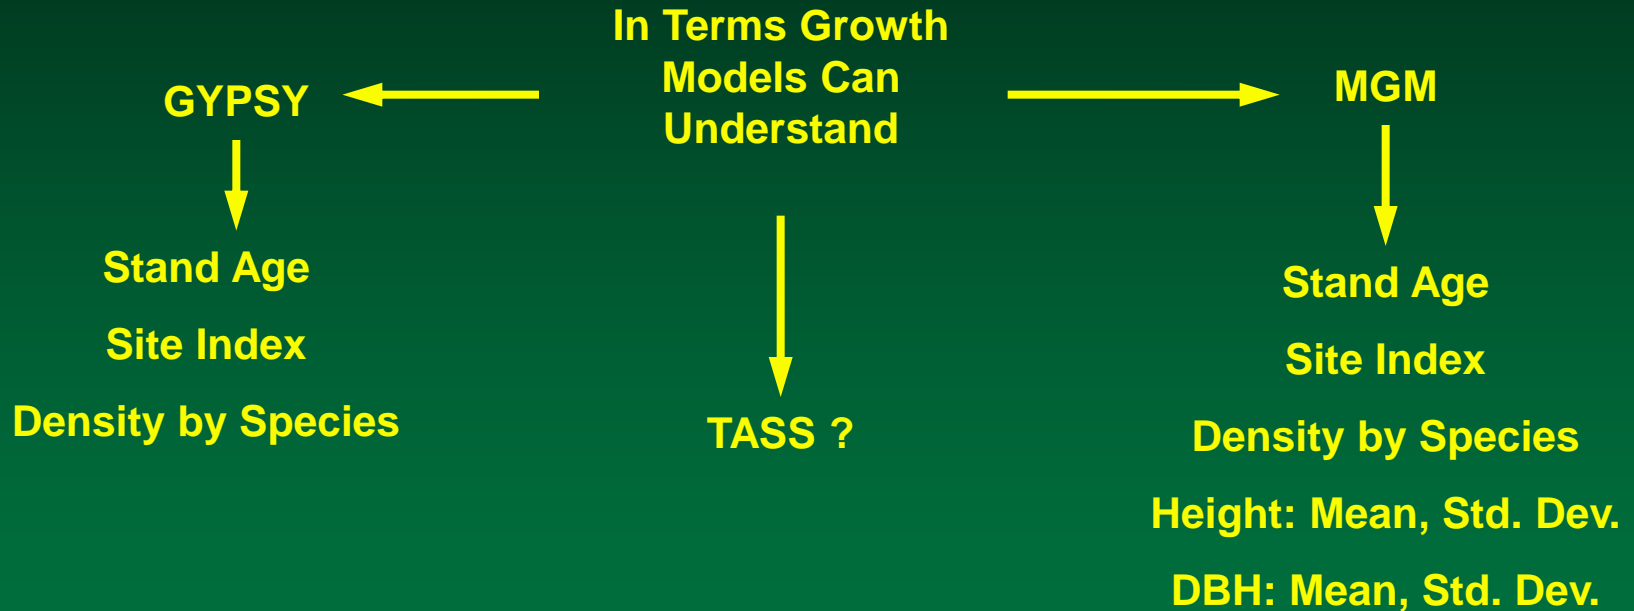 In Terms Growth
Models Can
Understand
GYPSY
Stand Age
Site Index
Density by Species
TASS ?
MGM
Stand Age
Site Index
Density by Species
Height: Mean, Std. Dev.
DBH: Mean, Std. Dev.